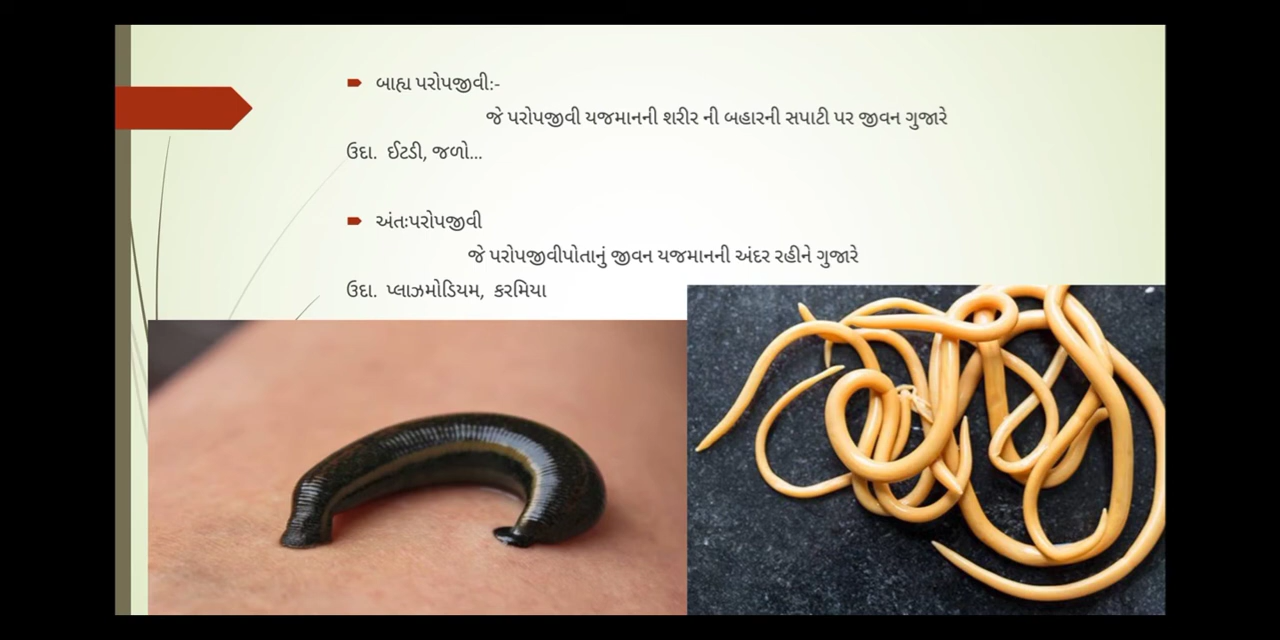 બાહ્ય પરોપજીવી:-
જે પરોપજીવી યજમાનની શરીર ની બહારની સપાટી પર જીવન ગુજારે
ઉદા. ઈટડી, જળો...
અંતઃપરોપજીવી
જે પરોપજીવીપોતાનું જીવન યજમાનની અંદર રહીને ગુજારે
ઉદા. પ્લાઝમોડિયમ, કરમિયા